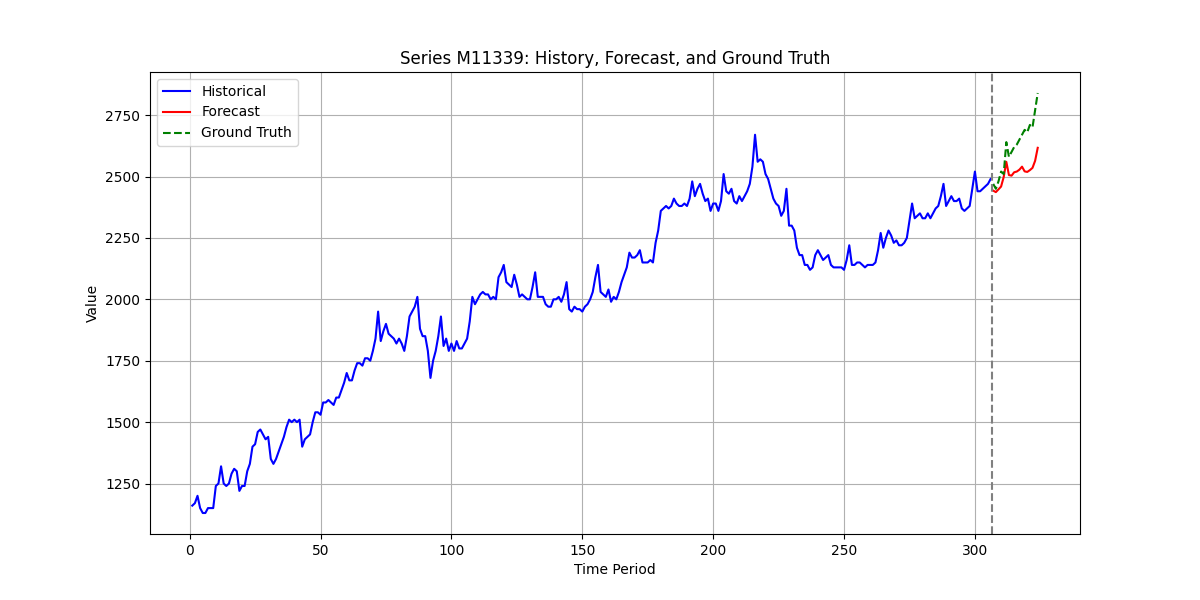 Series M11339: History, Forecast, and Ground Truth
Historical
Forecast
Ground Truth
2750
2500
2250
2000
1750
1500
1250
Value
0 50 100 150 200 250 300
Time Period